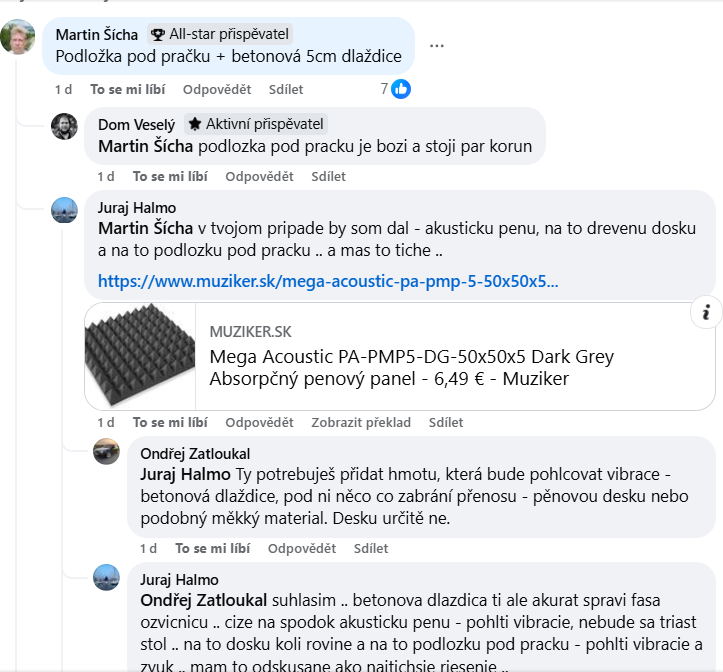 Martin Šícha All-star přispěvatel
Podložka pod pračku + betonová 5cm dlaždice
1 d To se mi líbí Odpovědět Sdílet 7
Dom Veselý Aktivní přispěvatel
Martin Šícha podlozka pod pracku je bozi a stoji par korun
1 d To se mi líbí Odpovědět Sdílet
Juraj Halmo
Martin Šícha v tvojom pripade by som dal - akusticku penu, na to drevenu dosku
a na to podlozku pod pracku .. a mas to tiche ..
https://www.muziker.sk/mega-acoustic-pa-pmp-5-50x50x5...
MUZIKER.SK
Mega Acoustic PA-PMP5-DG-50x50x5 Dark Grey
Absorpčný penový panel - 6,49 € - Muziker
1 d To se mi líbí Odpovědět Zobrazit překlad Sdílet
Ondřej Zatloukal
Juraj Halmo Ty potrebuješ přidat hmotu, která bude pohlcovat vibrace -
betonová dlaždice, pod ni něco co zabrání přenosu - pěnovou desku nebo
podobný měkký material. Desku určitě ne.
1 d To se mi líbí Odpovědět Sdílet
Juraj Halmo
Ondřej Zatloukal suhlasim .. betonova dlazdica ti ale akurat spravi fasa
ozvicnicu .. cize na spodok akusticku penu - pohlti vibracie, nebude sa triast
stol .. na to dosku koli rovine a na to podlozku pod pracku - pohlti vibracie a
zvuk .. mam to odskusane ako najtichsie riesenie ..